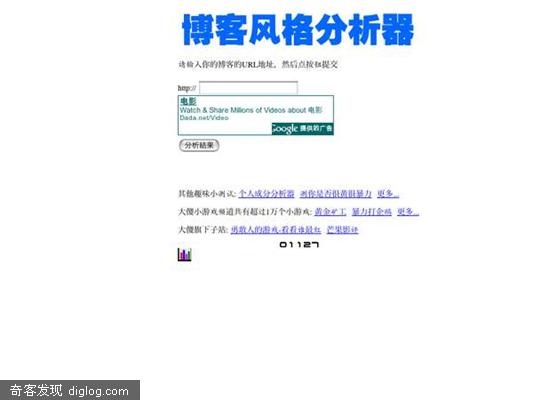 博客风格分析器
请输入你的博客的URL地址，然后点按钮提交
http://
电影
Watch & Share Millions of Videos about 电影
Dada.net/Video
Google 提供的广告
分析结果
其他趣味小测试: 个人成分分析器 测你是否很黄很暴力 更多...
大傻小游戏频道共有超过1万个小游戏: 黄金矿工 暴力打企鹅 更多...
大傻旗下子站: 勇敢人的游戏-看看谁最红 芒果影评
01127
奇客发现 diglog.com